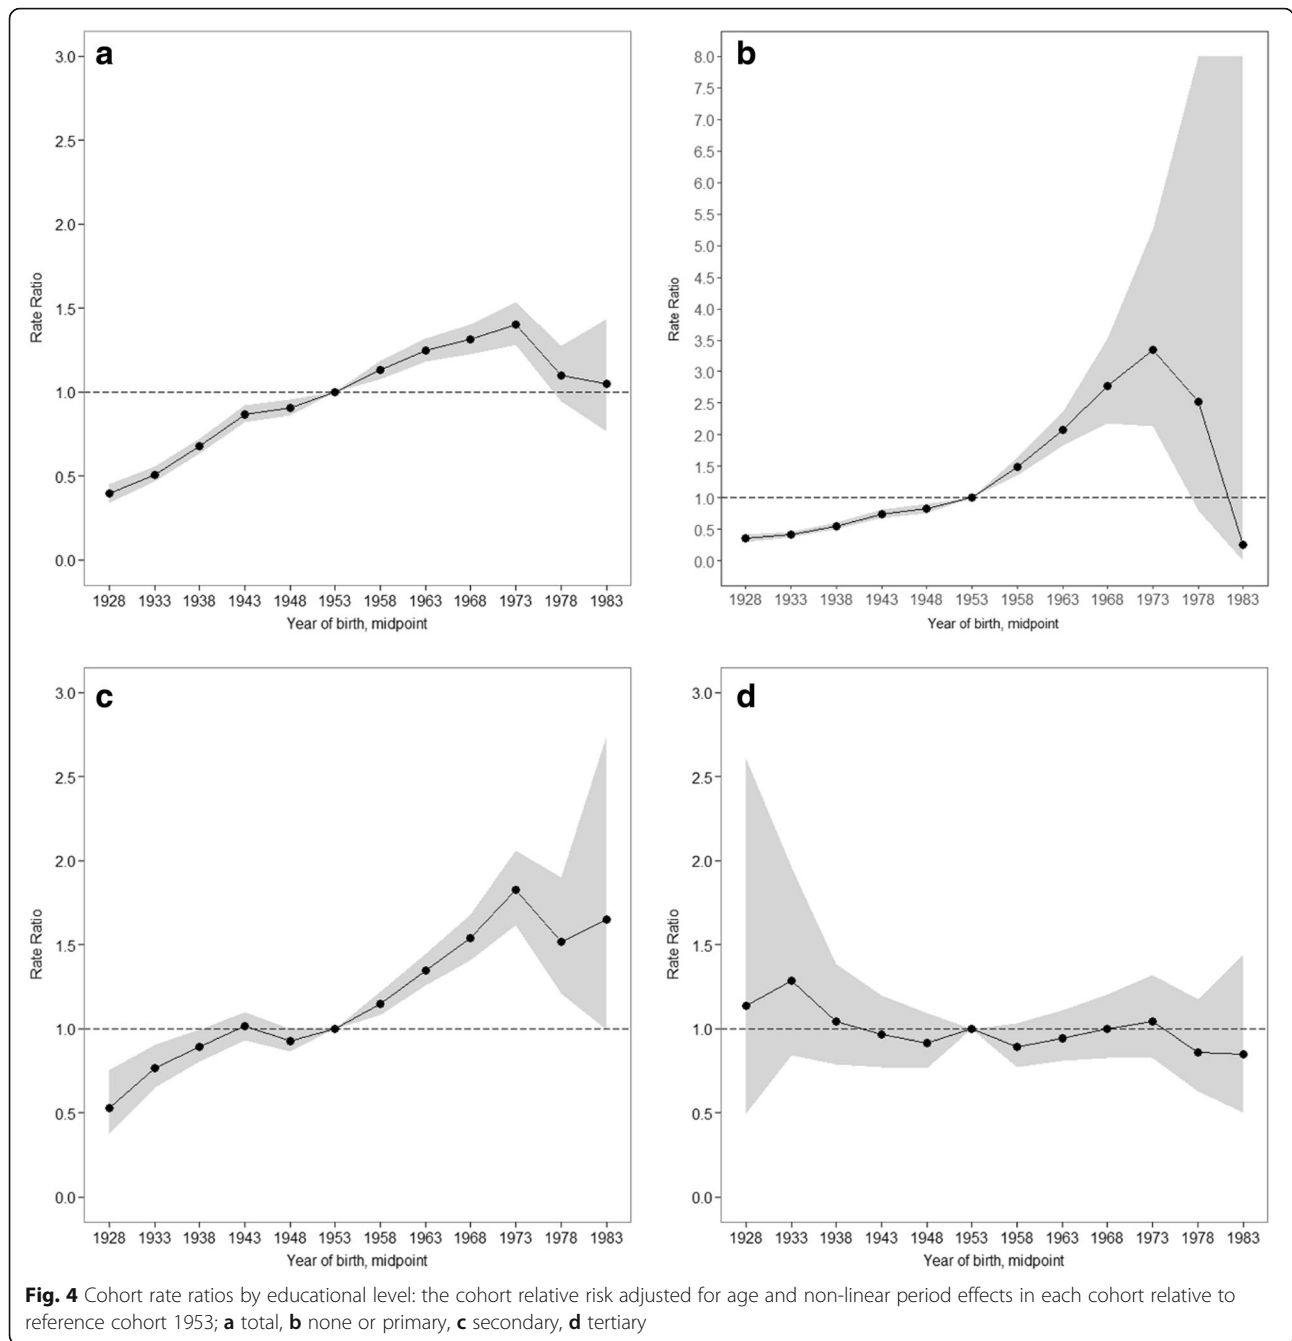 a
3.0
2.5
2.0
1.5
1.0
0.5
0.0
Rate Ratio
1928 1933 1938 1943 1948 1953 1958 1963 1968 1973 1978 1983
Year of birth, midpoint
b
8.0
7.5
7.0
6.5
6.0
5.5
5.0
4.5
4.0
3.5
3.0
2.5
2.0
1.5
1.0
0.5
0.0
Rate Ratio
1928 1933 1938 1943 1948 1953 1958 1963 1968 1973 1978 1983
Year of birth, midpoint
c
3.0
2.5
2.0
1.5
1.0
0.5
0.0
Rate Ratio
1928 1933 1938 1943 1948 1953 1958 1963 1968 1973 1978 1983
Year of birth, midpoint
d
3.0
2.5
2.0
1.5
1.0
0.5
0.0
Rate Ratio
1928 1933 1938 1943 1948 1953 1958 1963 1968 1973 1978 1983
Year of birth, midpoint
Fig. 4 Cohort rate ratios by educational level: the cohort relative risk adjusted for age and non-linear period effects in each cohort relative to
reference cohort 1953; a total, b none or primary, c secondary, d tertiary